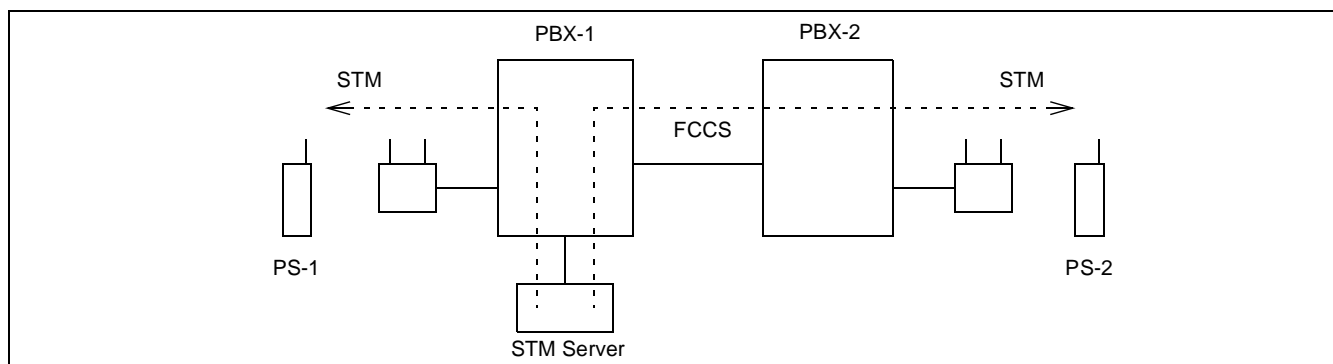 PBX-1
PBX-2
STM
STM
FCCS
PS-1
PS-2
STM Server